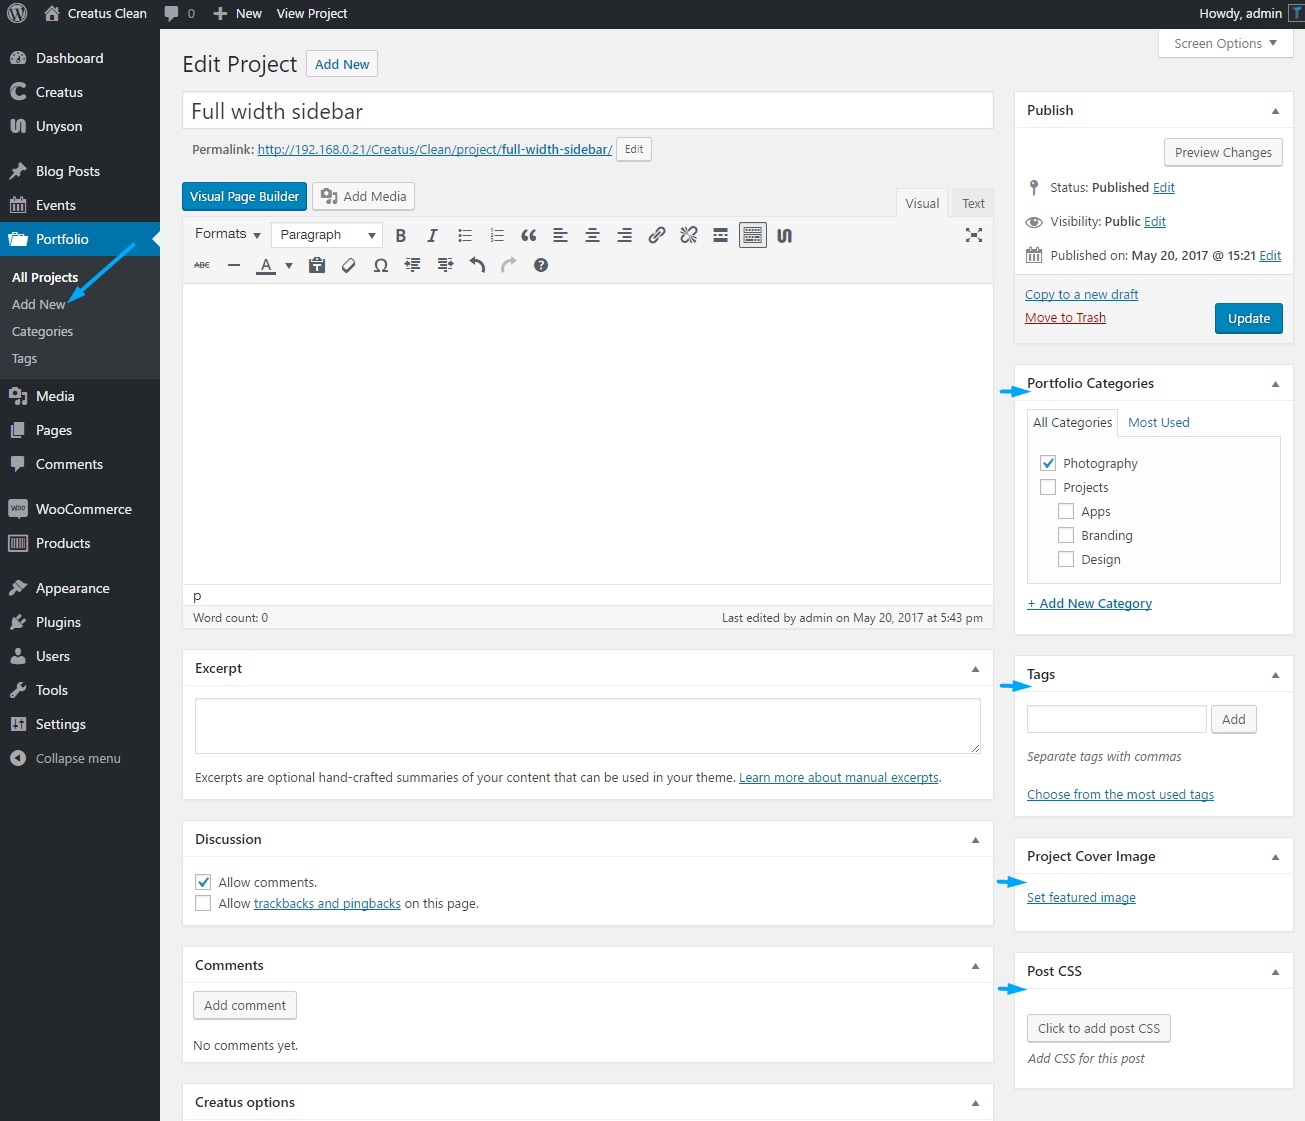 Creatus Clean
0
New
View Project
Howdy, admin
Screen Options
Dashboard
Creatus
Unyson
Blog Posts
Events
Portfolio
All Projects
Add New
Categories
Tags
Media
Pages
Comments
WOO WooCommerce
Products
Appearance
Plugins
Users
Tools
Settings
Collapse menu
Edit Project Add New
Full width sidebar
Permalink: http://192.168.0.21/Creatus/Clean/project/full-width-sidebar/ Edit
Visual Page Builder Add Media
Visual Text
Formats Paragraph B I
ABC A Ω
p
Word count: 0
Last edited by admin on May 20, 2017 at 5:43 pm
Excerpt
Excerpts are optional hand-crafted summaries of your content that can be used in your theme. Learn more about manual excerpts.
Discussion
Allow comments.
Allow trackbacks and pingbacks on this page.
Comments
Add comment
No comments yet.
Creatus options
Publish
Preview Changes
Status: Published Edit
Visibility: Public Edit
Published on: May 20, 2017 @ 15:21 Edit
Copy to a new draft
Move to Trash
Update
Portfolio Categories
All Categories Most Used
Photography
Projects
Apps
Branding
Design
+ Add New Category
Tags
Add
Separate tags with commas
Choose from the most used tags
Project Cover Image
Set featured image
Post CSS
Click to add post CSS
Add CSS for this post